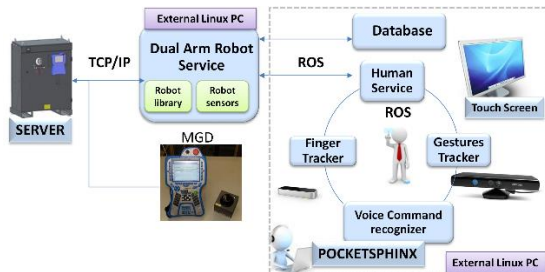 External Linux PC
Dual Arm Robot
Service
Robot
library
Robot
sensors
TCP/IP
SERVER
MGD
ROS
Database
Human
Service
ROS
Touch Screen
Finger
Tracker
Gestures
Tracker
Voice Command
recognizer
POCKETSPHINX
External Linux PC